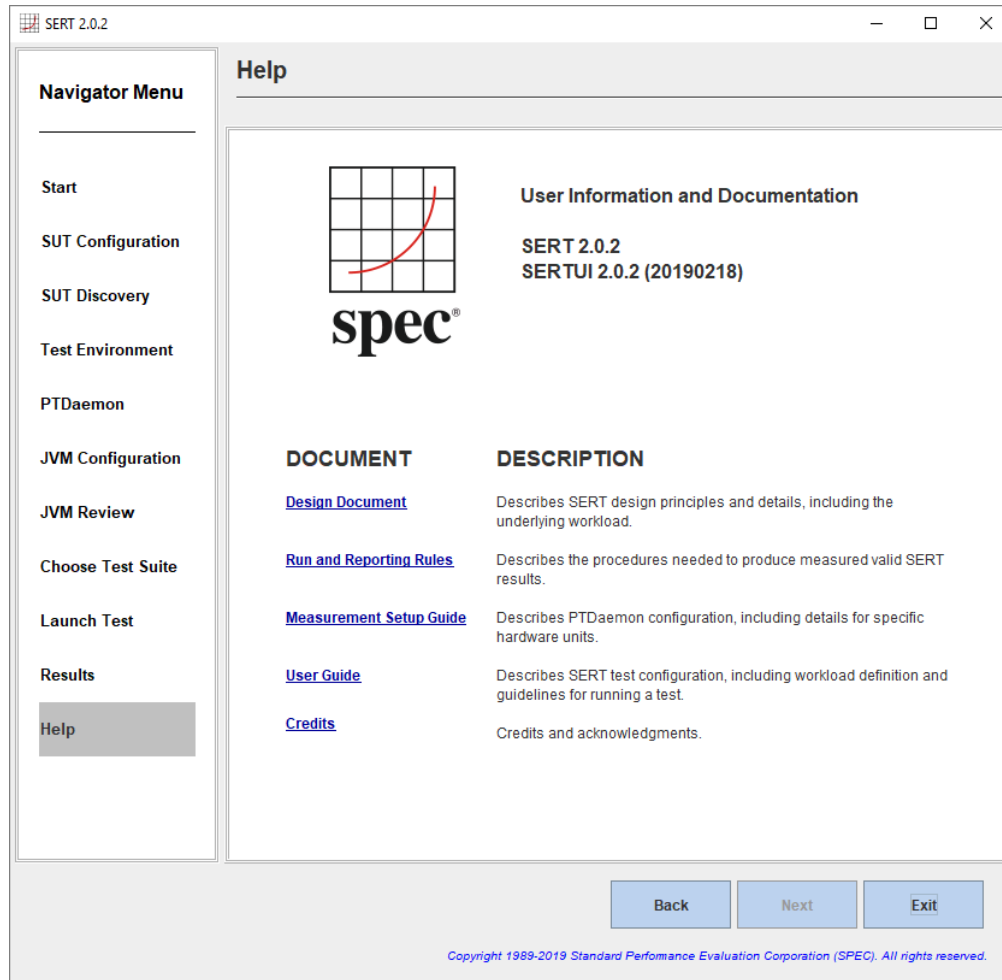 SERT 2.0.2
Navigator Menu
Start
SUT Configuration
SUT Discovery
Test Environment
PTDaemon
JVM Configuration
JVM Review
Choose Test Suite
Launch Test
Results
Help
Help
spec®
User Information and Documentation
SERT 2.0.2
SERTUI 2.0.2 (20190218)
DOCUMENT DESCRIPTION
Design Document Describes SERT design principles and details, including the
underlying workload.
Run and Reporting Rules Describes the procedures needed to produce measured valid SERT
results.
Measurement Setup Guide Describes PTDaemon configuration, including details for specific
hardware units.
User Guide Describes SERT test configuration, including workload definition and
guidelines for running a test.
Credits Credits and acknowledgments.
Back Next Exit
Copyright 1989-2019 Standard Performance Evaluation Corporation (SPEC). All rights reserved.